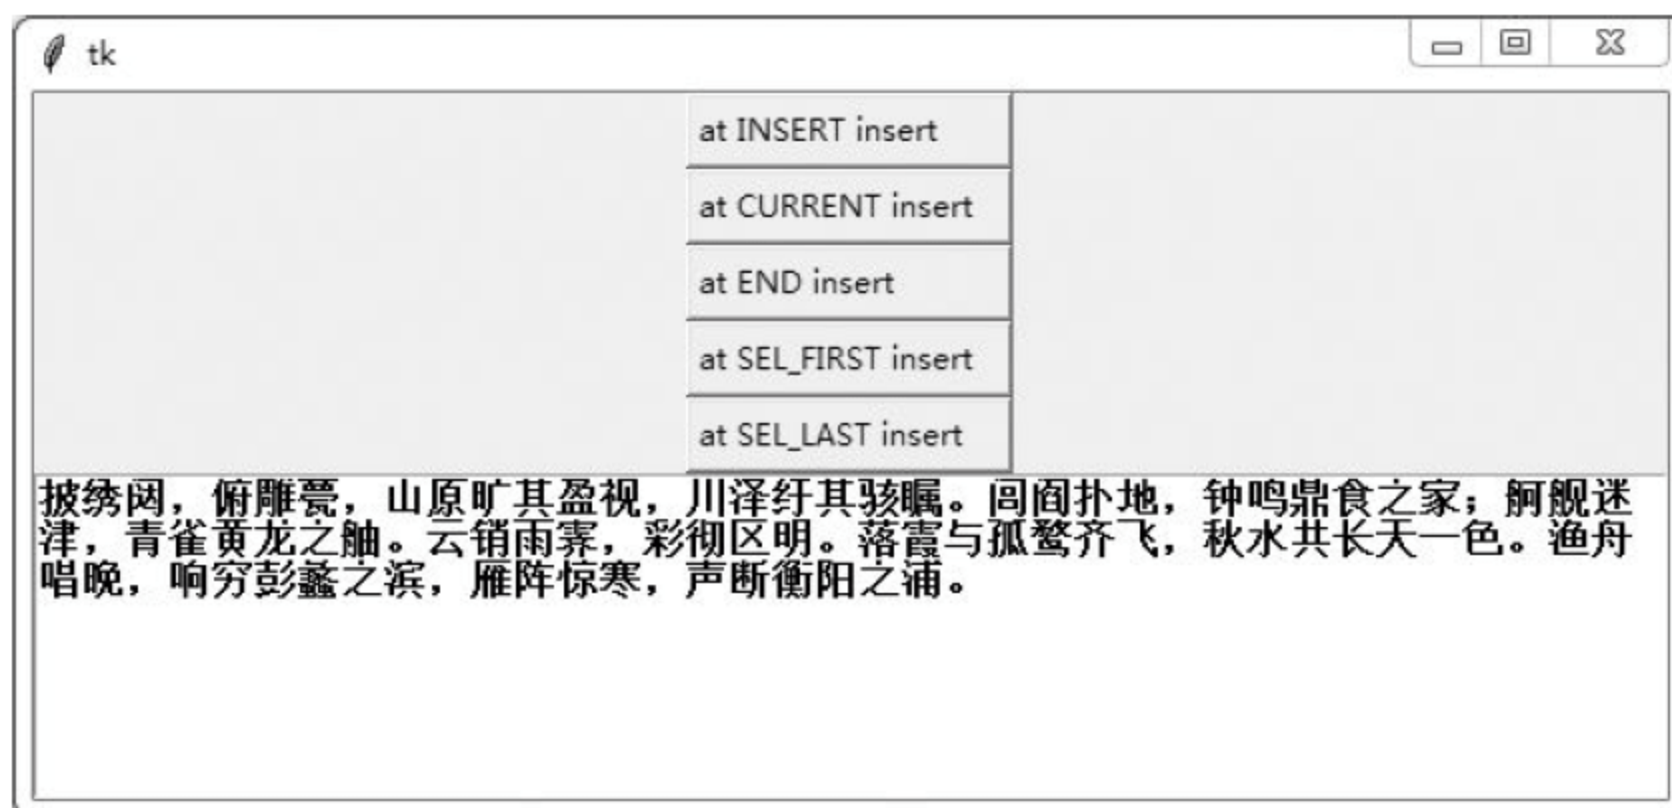 tk
at INSERT insert
at CURRENT insert
at END insert
at SEL_FIRST insert
at SEL_LAST insert
披绣闼，俯雕甍，山原旷其盈视，川泽纡其骇瞩。闾阎扑地，钟鸣鼎食之家；舸舰迷
津，青雀黄龙之舳。云销雨霁，彩彻区明。落霞与孤鹜齐飞，秋水共长天一色。渔舟
唱晚，响穷彭蠡之滨，雁阵惊寒，声断衡阳之浦。